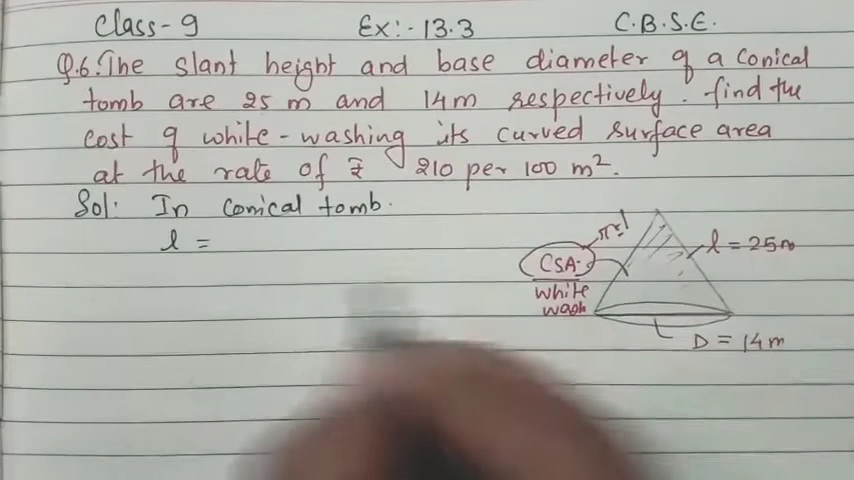 Class-9 Ex:-13.3 C.B.S.E.
Q.6. The slant height and base diameter of a conical
tomb are 25 m and 14m respectively. find the
cost of white-washing its curved surface area
at the rate of ₹ 210 per 100 m².
Sol: In Conical tomb.
l =
πrl
CSA
l = 25m
white
wash
D = 14m